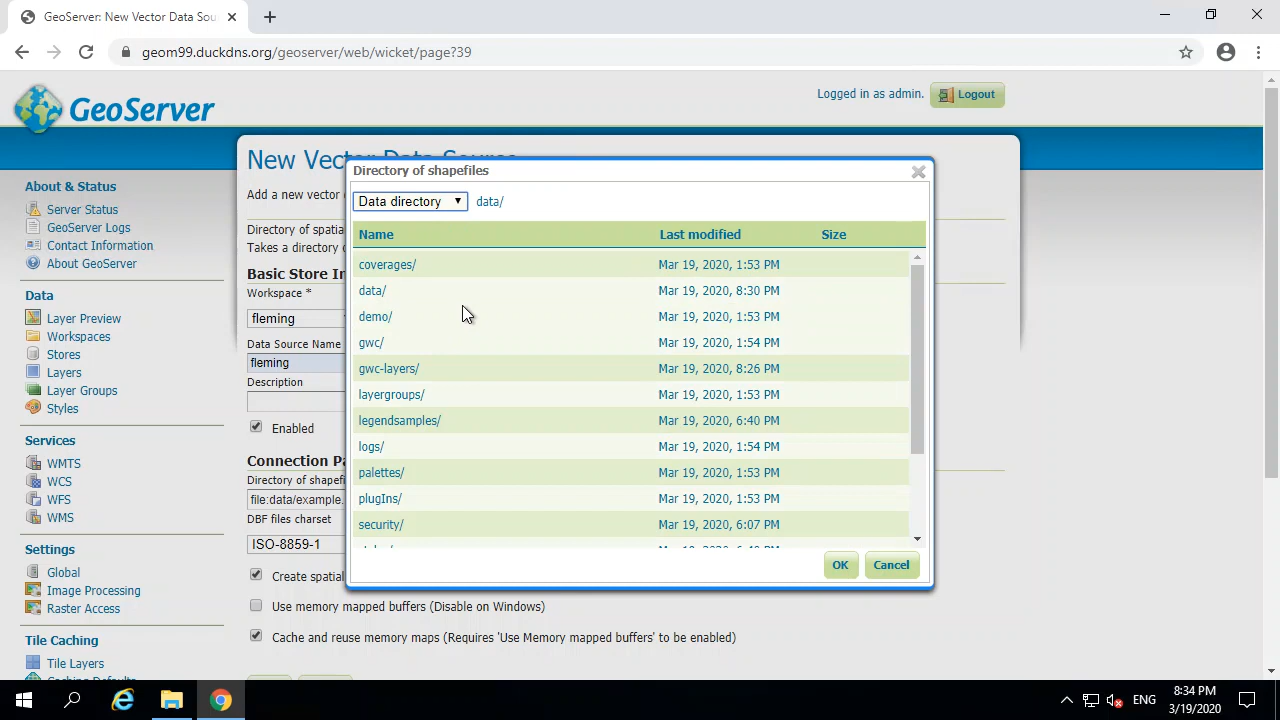 GeoServer: New Vector Data Sou
geom99.duckdns.org/geoserver/web/wicket/page?39
GeoServer
Logged in as admin.
Logout
About & Status
Server Status
GeoServer Logs
Contact Information
About GeoServer
Data
Layer Preview
Workspaces
Stores
Layers
Layer Groups
Styles
Services
WMTS
WCS
WFS
WMS
Settings
Global
Image Processing
Raster Access
Tile Caching
Tile Layers
Caching Defaults
New Vector Data Source
Add a new vector
Directory of spatia
Takes a directory o
Basic Store In
Workspace *
fleming
Data Source Name
fleming
Description
Enabled
Connection Pa
Directory of shapefi
file:data/example.
DBF files charset
ISO-8859-1
Create spatial
Use memory mapped buffers (Disable on Windows)
Cache and reuse memory maps (Requires 'Use Memory mapped buffers' to be enabled)
Directory of shapefiles
Data directory data/
Name Last modified Size
coverages/ Mar 19, 2020, 1:53 PM
data/ Mar 19, 2020, 8:30 PM
demo/ Mar 19, 2020, 1:53 PM
gwc/ Mar 19, 2020, 1:54 PM
gwc-layers/ Mar 19, 2020, 8:26 PM
layergroups/ Mar 19, 2020, 1:53 PM
legendsamples/ Mar 19, 2020, 6:40 PM
logs/ Mar 19, 2020, 1:54 PM
palettes/ Mar 19, 2020, 1:53 PM
plugIns/ Mar 19, 2020, 1:53 PM
security/ Mar 19, 2020, 6:07 PM
OK Cancel
ENG
8:34 PM
3/19/2020